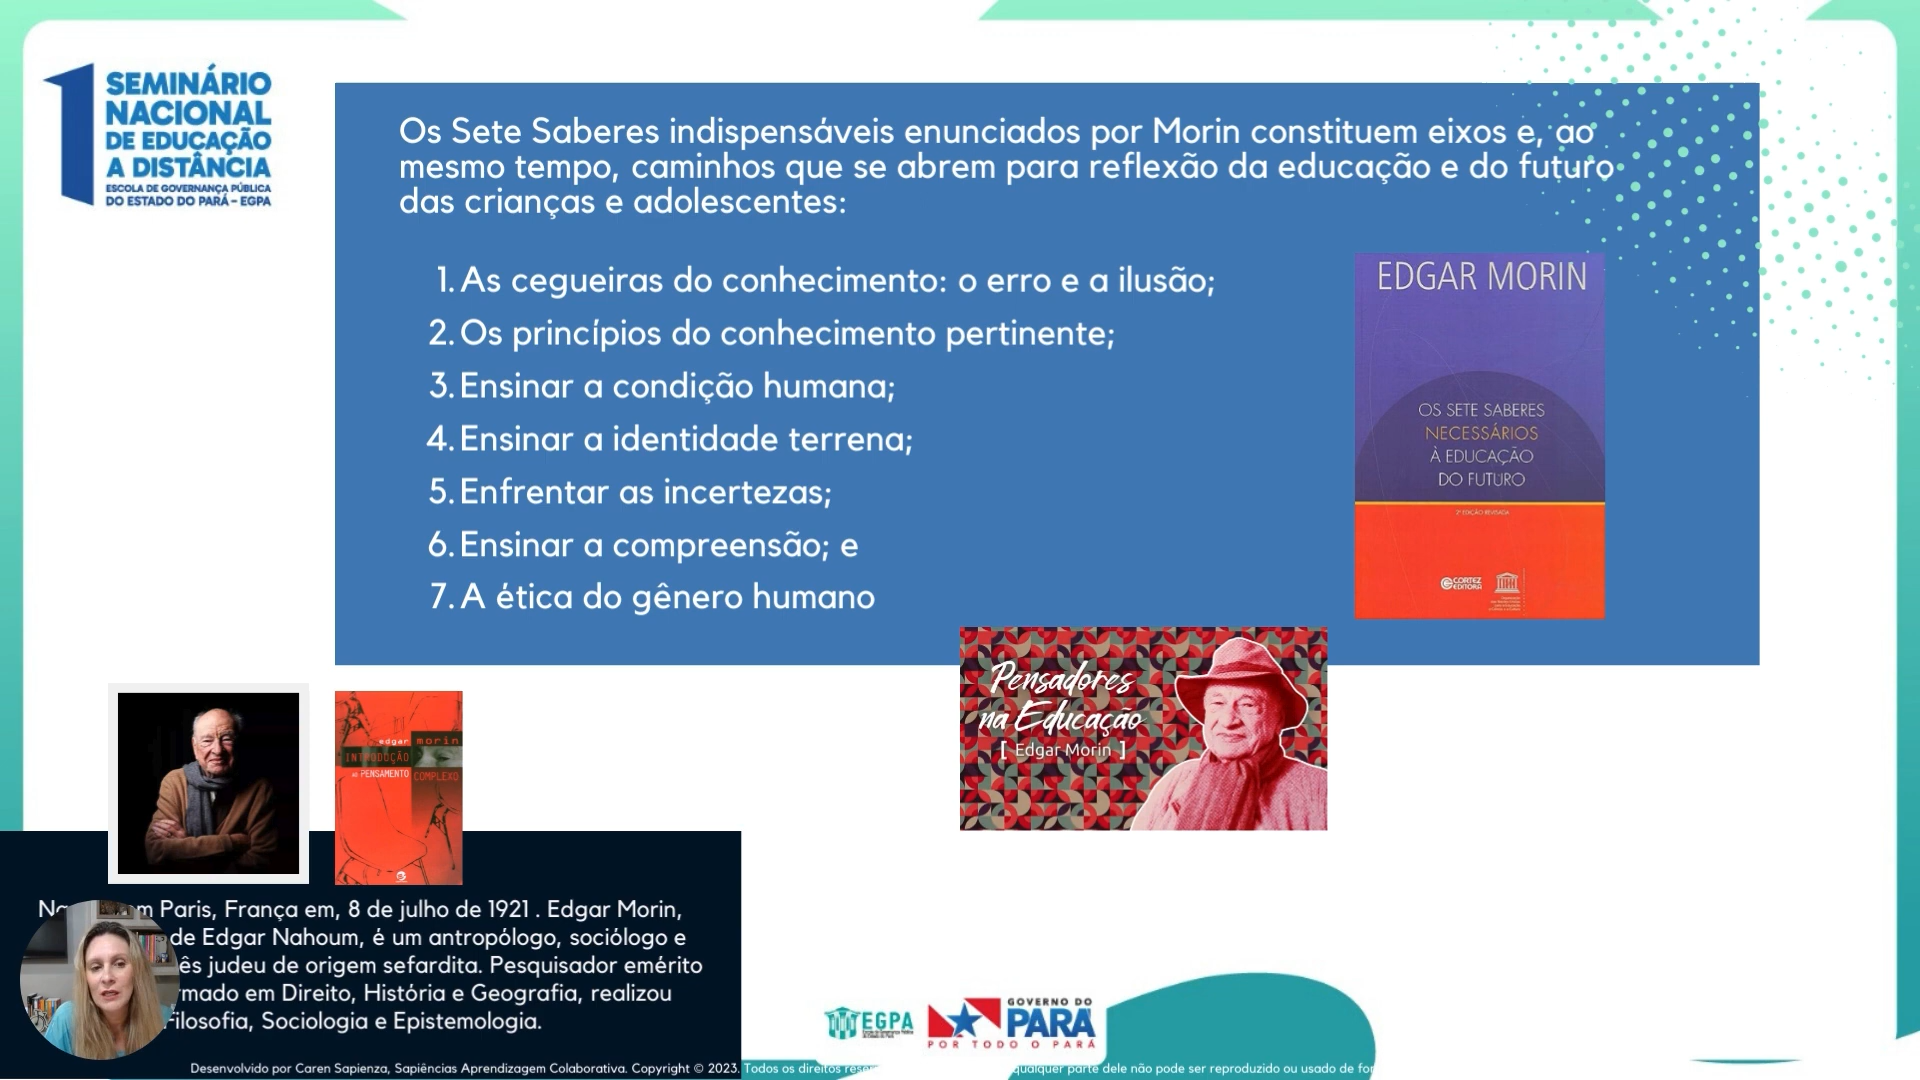 1 SEMINÁRIO
NACIONAL
DE EDUCAÇÃO
A DISTÂNCIA
ESCOLA DE GOVERNANÇA PÚBLICA
DO ESTADO DO PARÁ - EGPA
Os Sete Saberes indispensáveis enunciados por Morin constituem eixos e, ao
mesmo tempo, caminhos que se abrem para reflexão da educação e do futuro
das crianças e adolescentes:
1. As cegueiras do conhecimento: o erro e a ilusão;
2. Os princípios do conhecimento pertinente;
3. Ensinar a condição humana;
4. Ensinar a identidade terrena;
5. Enfrentar as incertezas;
6. Ensinar a compreensão; e
7. A ética do gênero humano
EDGAR MORIN
OS SETE SABERES
NECESSÁRIOS
À EDUCAÇÃO
DO FUTURO
2ª EDIÇÃO REVISADA
CORTEZ
EDITORA
Pensadores
na Educação
[ Edgar Morin ]
edgar morin
INTRODUÇÃO
ao PENSAMENTO COMPLEXO
Paris, França em, 8 de julho de 1921 . Edgar Morin,
de Edgar Nahoum, é um antropólogo, sociólogo e
judeu de origem sefardita. Pesquisador emérito
em Direito, História e Geografia, realizou
Filosofia, Sociologia e Epistemologia.
EGPA
GOVERNO DO
PARÁ
POR TODO O PARÁ
Desenvolvido por Caren Sapienza, Sapiências Aprendizagem Colaborativa. Copyright © 2023. Todos os direitos qualquer parte dele não pode ser reproduzido ou usado de